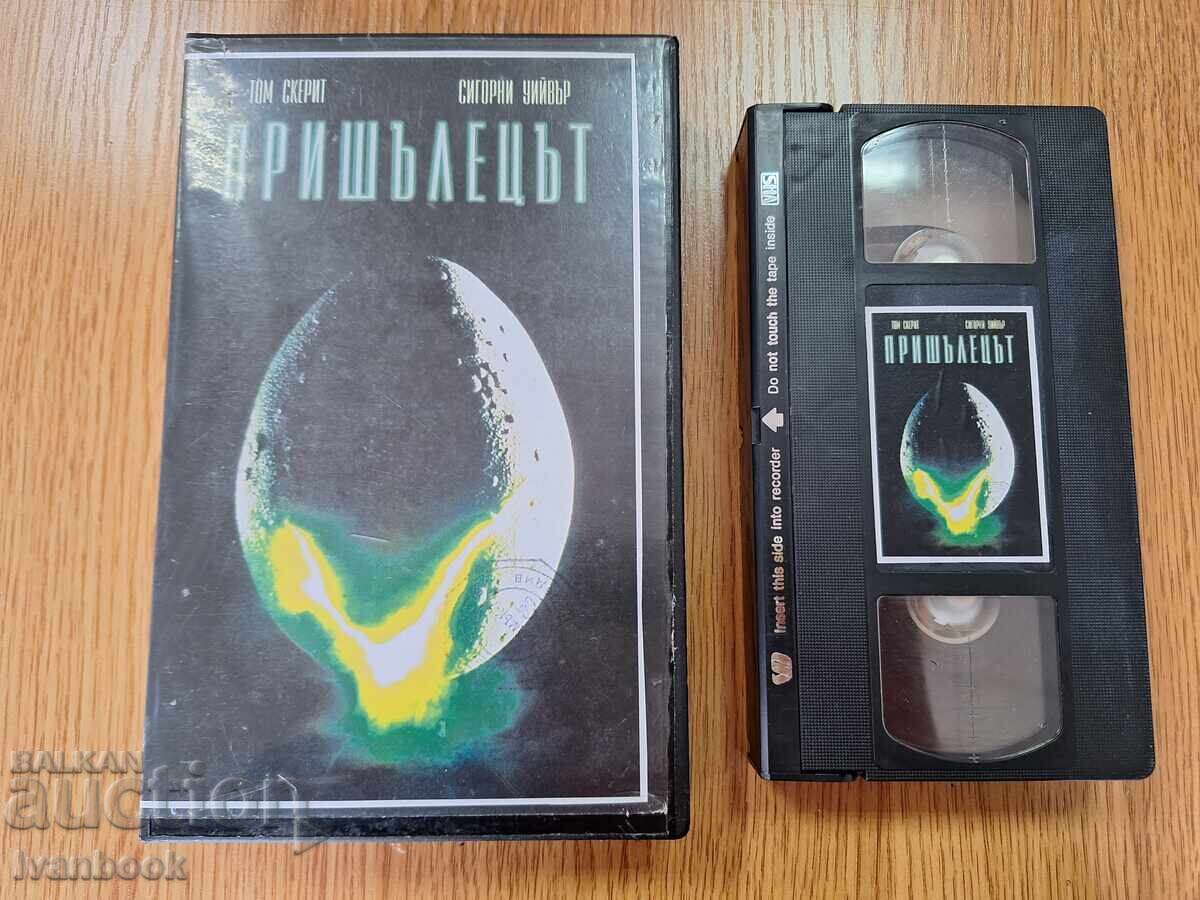 ТОМ СКЕРИТ СИГОРНИ УИЙВЪР
ПРИШЪЛЕЦЪТ
VHS
Do not touch the tape inside
Insert this side into recorder
ТОМ СКЕРИТ СИГОРНИ УИЙВЪР
ПРИШЪЛЕЦЪТ
BALKAN
auction
Ivanbook